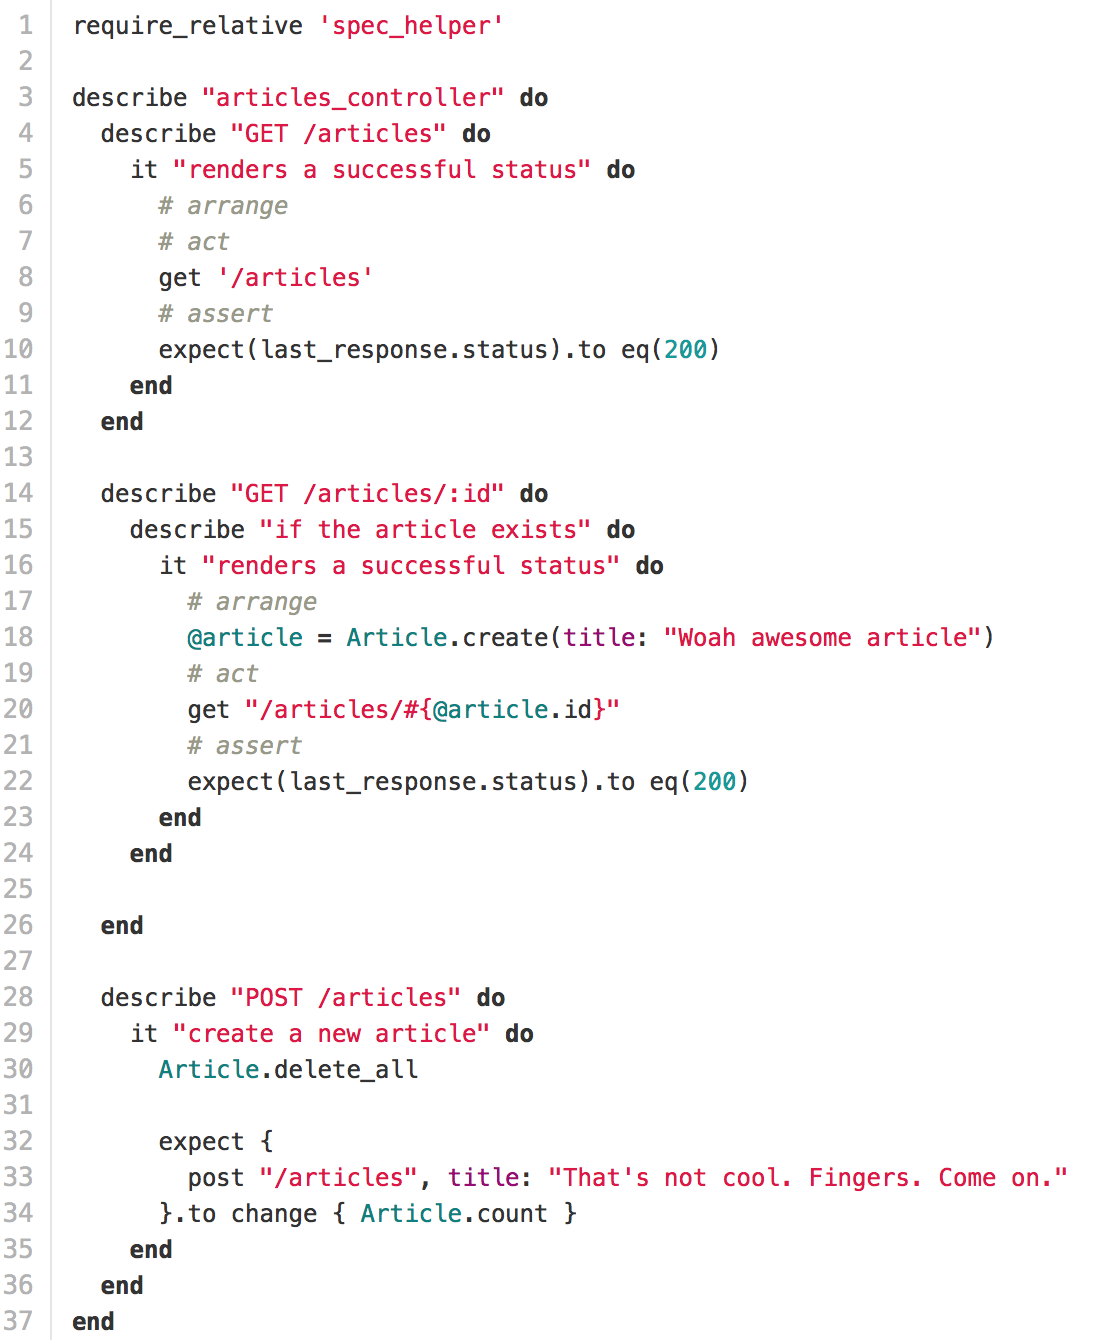 1 require_relative 'spec_helper'
2
3 describe "articles_controller" do
4   describe "GET /articles" do
5     it "renders a successful status" do
6       # arrange
7       # act
8       get '/articles'
9       # assert
10       expect(last_response.status).to eq(200)
11     end
12   end
13
14   describe "GET /articles/:id" do
15     describe "if the article exists" do
16       it "renders a successful status" do
17         # arrange
18         @article = Article.create(title: "Woah awesome article")
19         # act
20         get "/articles/#{@article.id}"
21         # assert
22         expect(last_response.status).to eq(200)
23       end
24     end
25
26   end
27
28   describe "POST /articles" do
29     it "create a new article" do
30       Article.delete_all
31
32       expect {
33         post "/articles", title: "That's not cool. Fingers. Come on."
34       }.to change { Article.count }
35     end
36   end
37 end